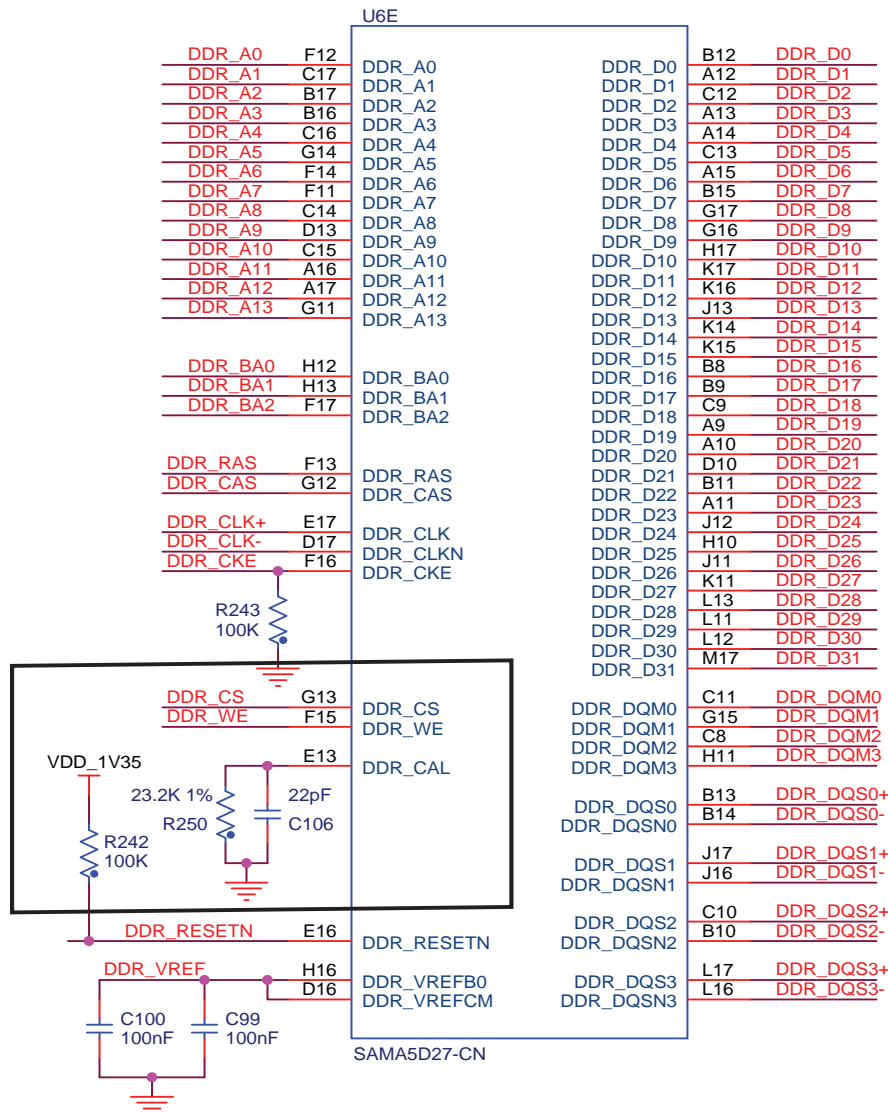 U6E
DDR_A0 F12 DDR_A0 DDR_D0 B12 DDR_D0
DDR_A1 C17 DDR_A1 DDR_D1 A12 DDR_D1
DDR_A2 B17 DDR_A2 DDR_D2 C12 DDR_D2
DDR_A3 B16 DDR_A3 DDR_D3 A13 DDR_D3
DDR_A4 C16 DDR_A4 DDR_D4 A14 DDR_D4
DDR_A5 G14 DDR_A5 DDR_D5 C13 DDR_D5
DDR_A6 F14 DDR_A6 DDR_D6 A15 DDR_D6
DDR_A7 F11 DDR_A7 DDR_D7 B15 DDR_D7
DDR_A8 C14 DDR_A8 DDR_D8 G17 DDR_D8
DDR_A9 D13 DDR_A9 DDR_D9 G16 DDR_D9
DDR_A10 C15 DDR_A10 DDR_D10 H17 DDR_D10
DDR_A11 A16 DDR_A11 DDR_D11 K17 DDR_D11
DDR_A12 A17 DDR_A12 DDR_D12 K16 DDR_D12
DDR_A13 G11 DDR_A13 DDR_D13 J13 DDR_D13
DDR_D14 K14 DDR_D14
DDR_D15 K15 DDR_D15
DDR_BA0 H12 DDR_BA0 DDR_D16 B8 DDR_D16
DDR_BA1 H13 DDR_BA1 DDR_D17 B9 DDR_D17
DDR_BA2 F17 DDR_BA2 DDR_D18 C9 DDR_D18
DDR_D19 A9 DDR_D19
DDR_D20 A10 DDR_D20
DDR_RAS F13 DDR_RAS DDR_D21 D10 DDR_D21
DDR_CAS G12 DDR_CAS DDR_D22 B11 DDR_D22
DDR_D23 A11 DDR_D23
DDR_CLK+ E17 DDR_CLK DDR_D24 J12 DDR_D24
DDR_CLK- D17 DDR_CLKN DDR_D25 H10 DDR_D25
DDR_CKE F16 DDR_CKE DDR_D26 J11 DDR_D26
DDR_D27 K11 DDR_D27
R243 DDR_D28 L13 DDR_D28
100K DDR_D29 L11 DDR_D29
DDR_D30 L12 DDR_D30
DDR_D31 M17 DDR_D31
DDR_CS G13 DDR_CS DDR_DQM0 C11 DDR_DQM0
DDR_WE F15 DDR_WE DDR_DQM1 G15 DDR_DQM1
DDR_DQM2 C8 DDR_DQM2
VDD_1V35 E13 DDR_CAL DDR_DQM3 H11 DDR_DQM3
23.2K 1% 22pF DDR_DQS0 B13 DDR_DQS0+
R250 C106 DDR_DQSN0 B14 DDR_DQS0-
R242
100K DDR_DQS1 J17 DDR_DQS1+
DDR_DQSN1 J16 DDR_DQS1-
DDR_DQS2 C10 DDR_DQS2+
DDR_RESETN E16 DDR_RESETN DDR_DQSN2 B10 DDR_DQS2-
DDR_VREF H16 DDR_VREFB0 DDR_DQS3 L17 DDR_DQS3+
D16 DDR_VREFCM DDR_DQSN3 L16 DDR_DQS3-
C100 C99
100nF 100nF
SAMA5D27-CN